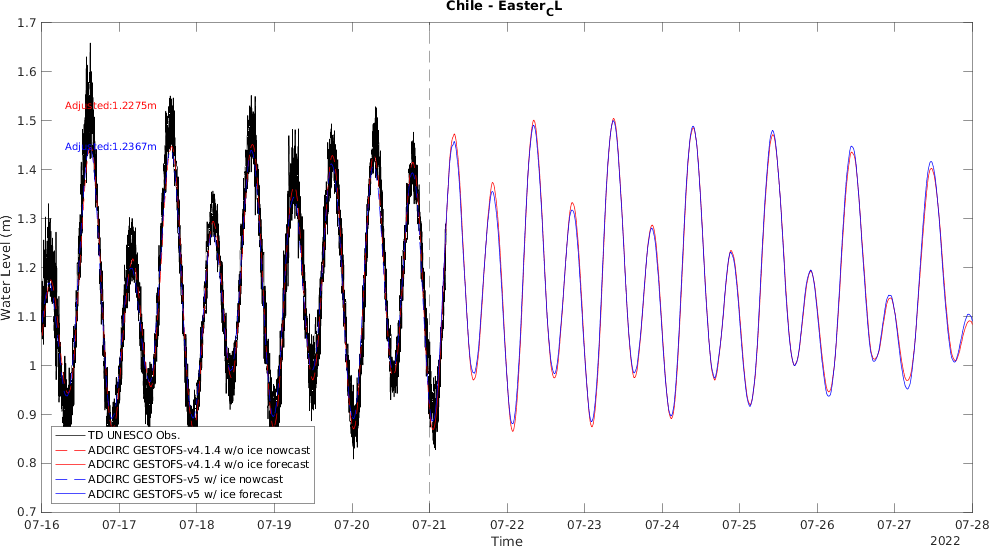 Chile - Easter_CL
1.7
1.6
1.5
1.4
1.3
1.2
1.1
1
0.9
0.8
0.7
Water Level (m)
Adjusted:1.2275m
Adjusted:1.2367m
TD UNESCO Obs.
ADCIRC GESTOFS-v4.1.4 w/o ice nowcast
ADCIRC GESTOFS-v4.1.4 w/o ice forecast
ADCIRC GESTOFS-v5 w/ ice nowcast
ADCIRC GESTOFS-v5 w/ ice forecast
07-16 07-17 07-18 07-19 07-20 07-21 07-22 07-23 07-24 07-25 07-26 07-27 07-28
Time
2022